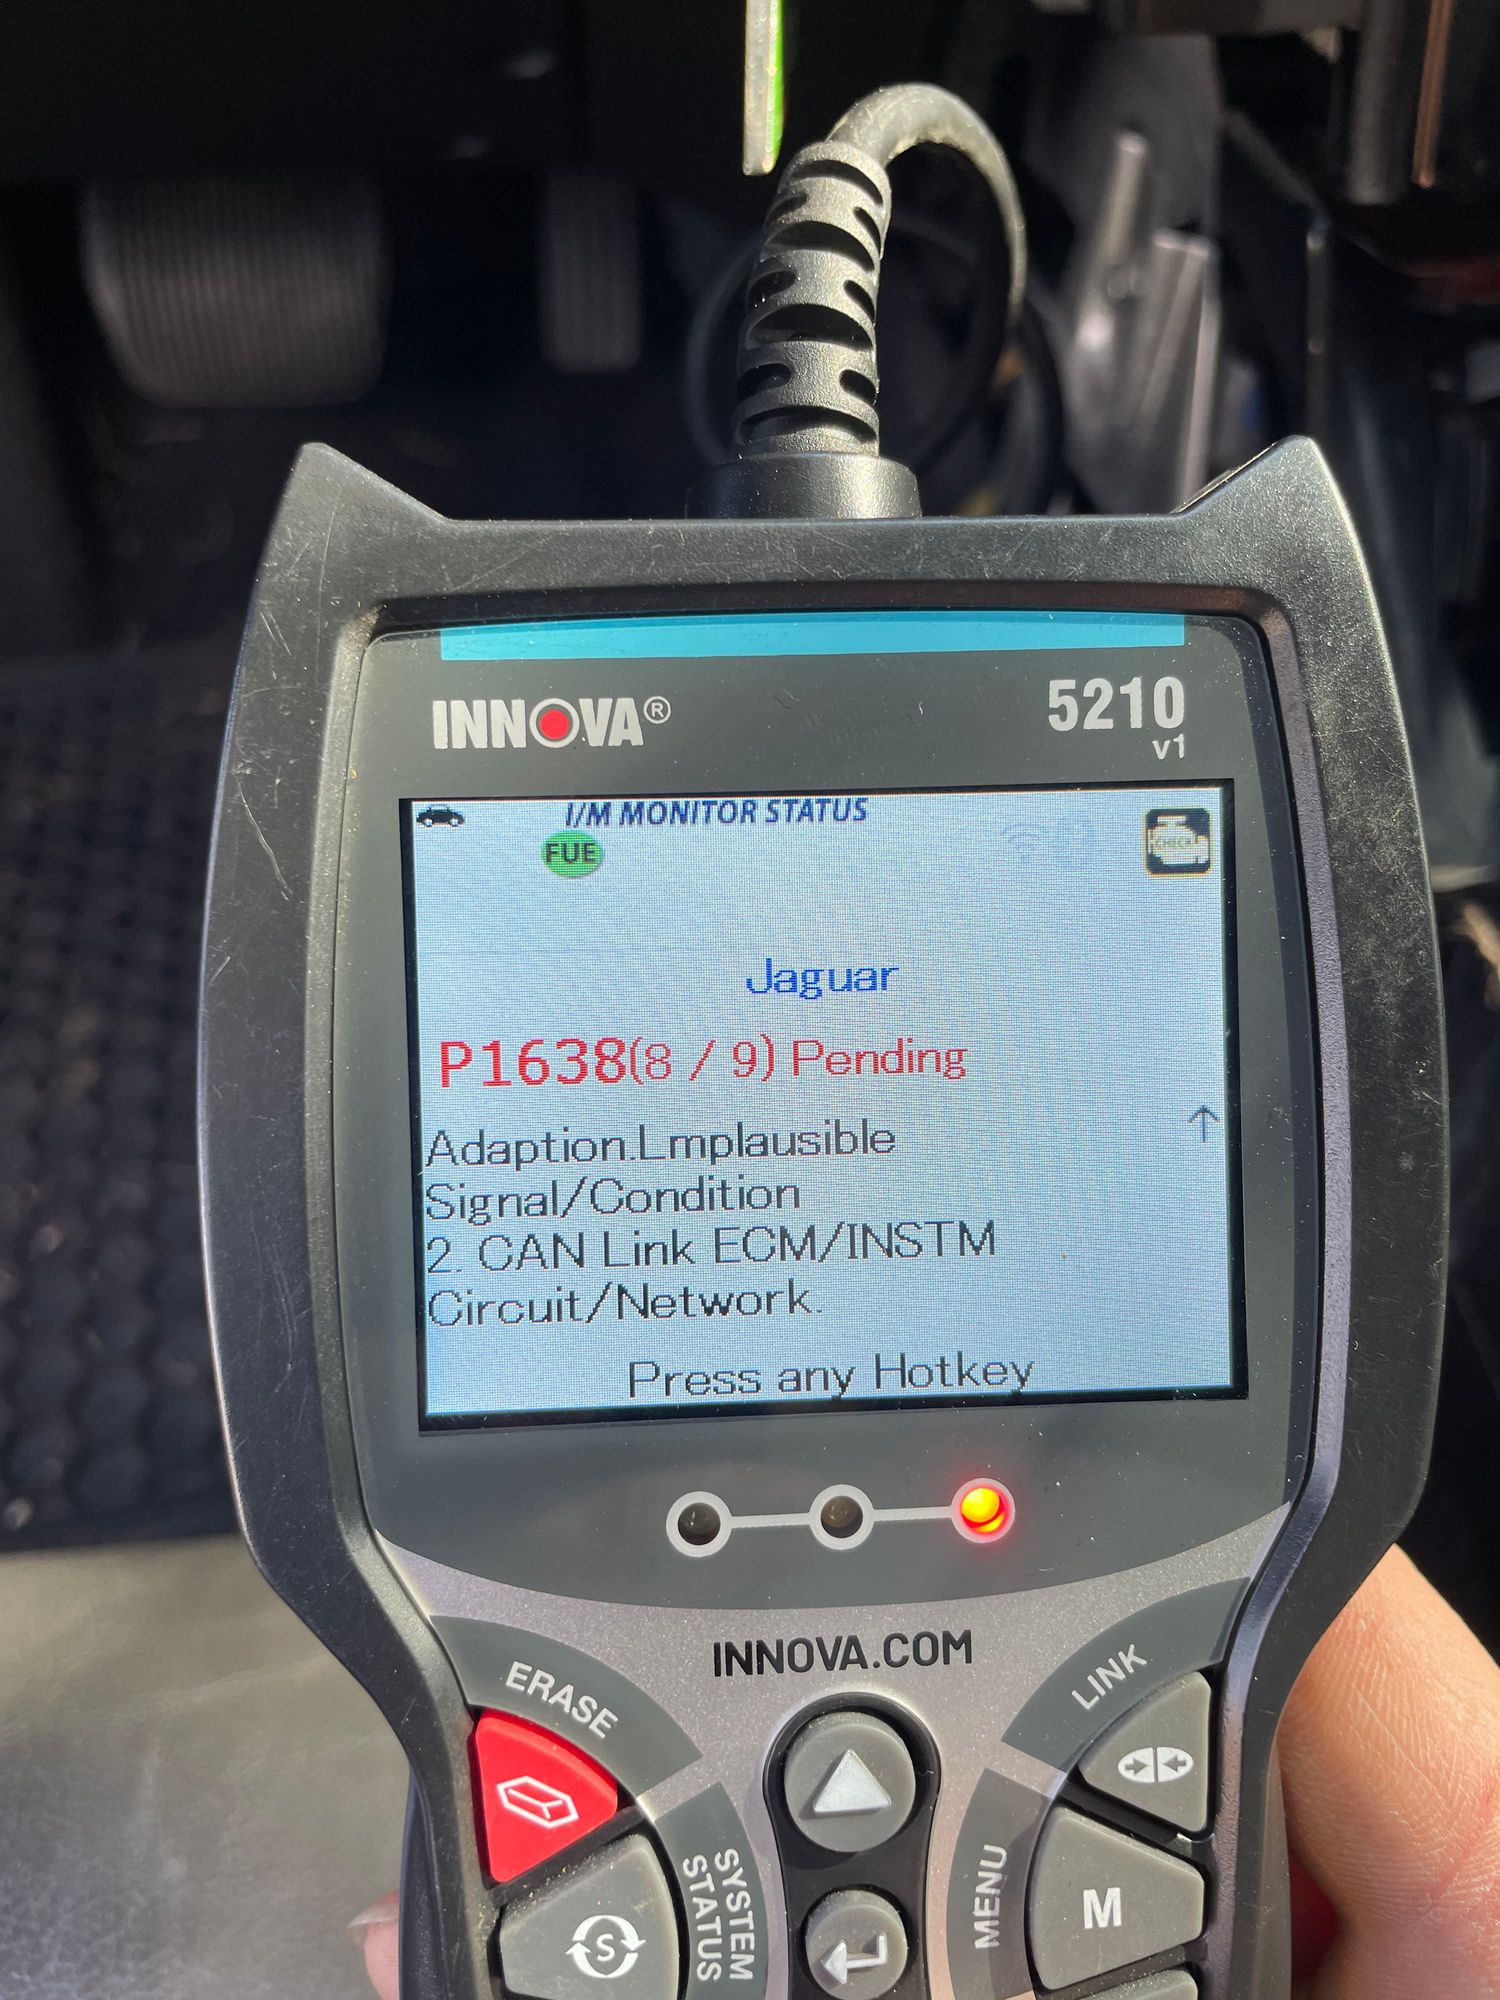 INNOVA®
5210
v1
I/M MONITOR STATUS
FUE
CHECK
Jaguar
P1638(8 / 9) Pending
Adaption.Lmplausible
Signal/Condition
2. CAN Link ECM/INSTM
Circuit/Network.
Press any Hotkey
INNOVA.COM
ERASE
LINK
SYSTEM
STATUS
S
MENU
M